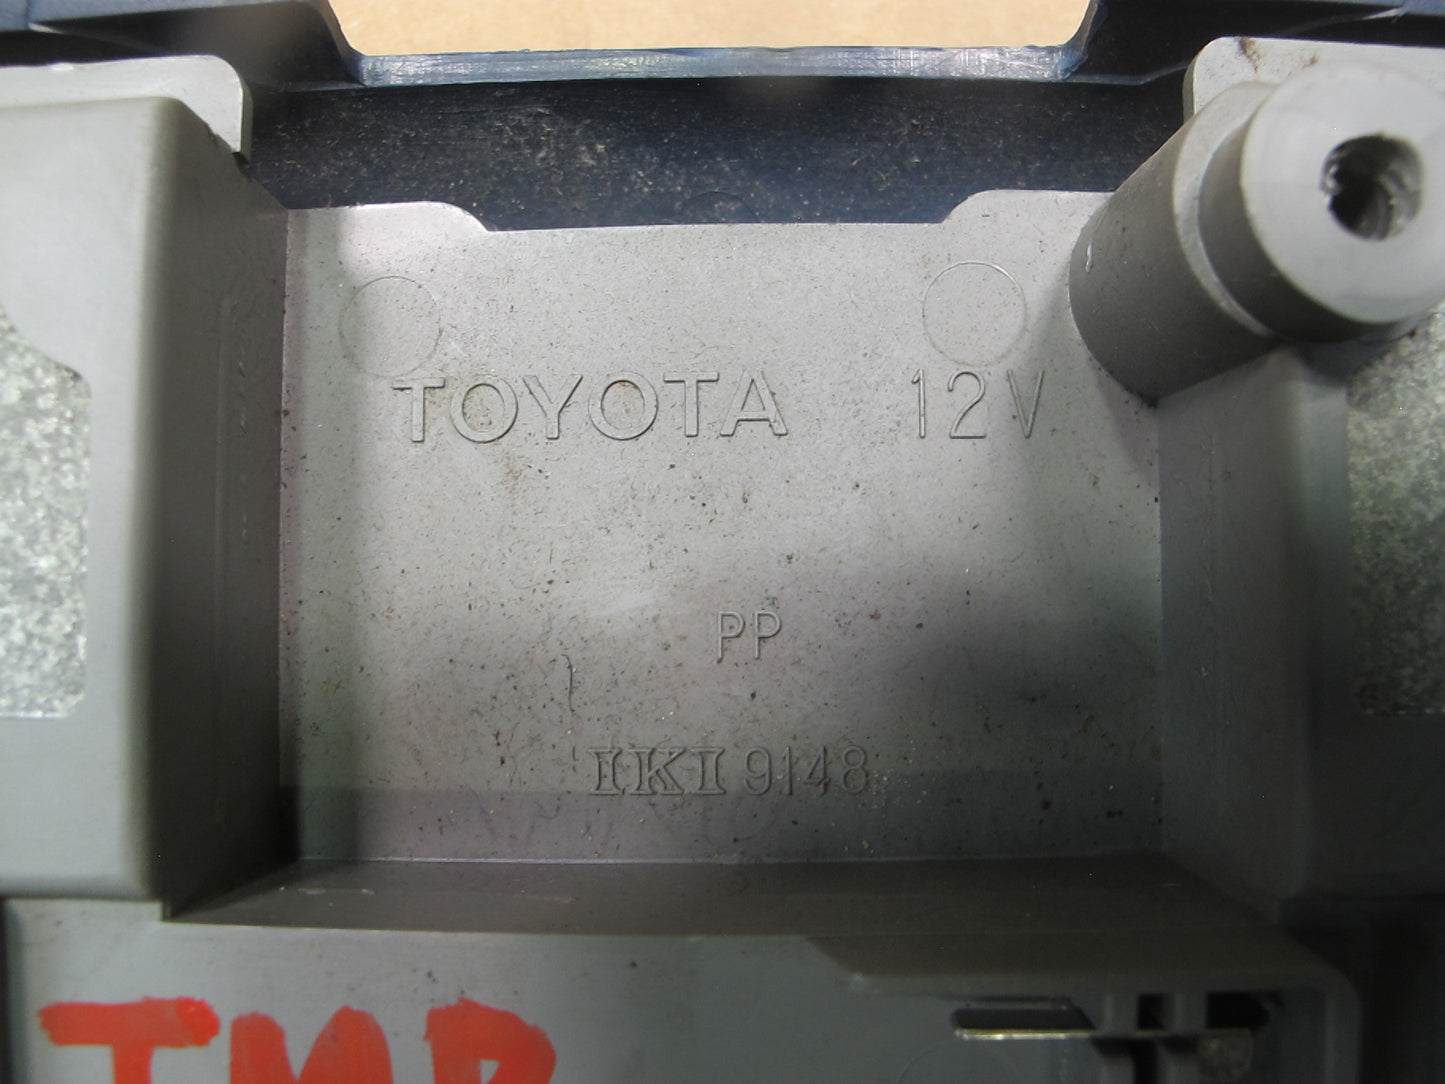 TOYOTA 12V
PP
IKI 9148